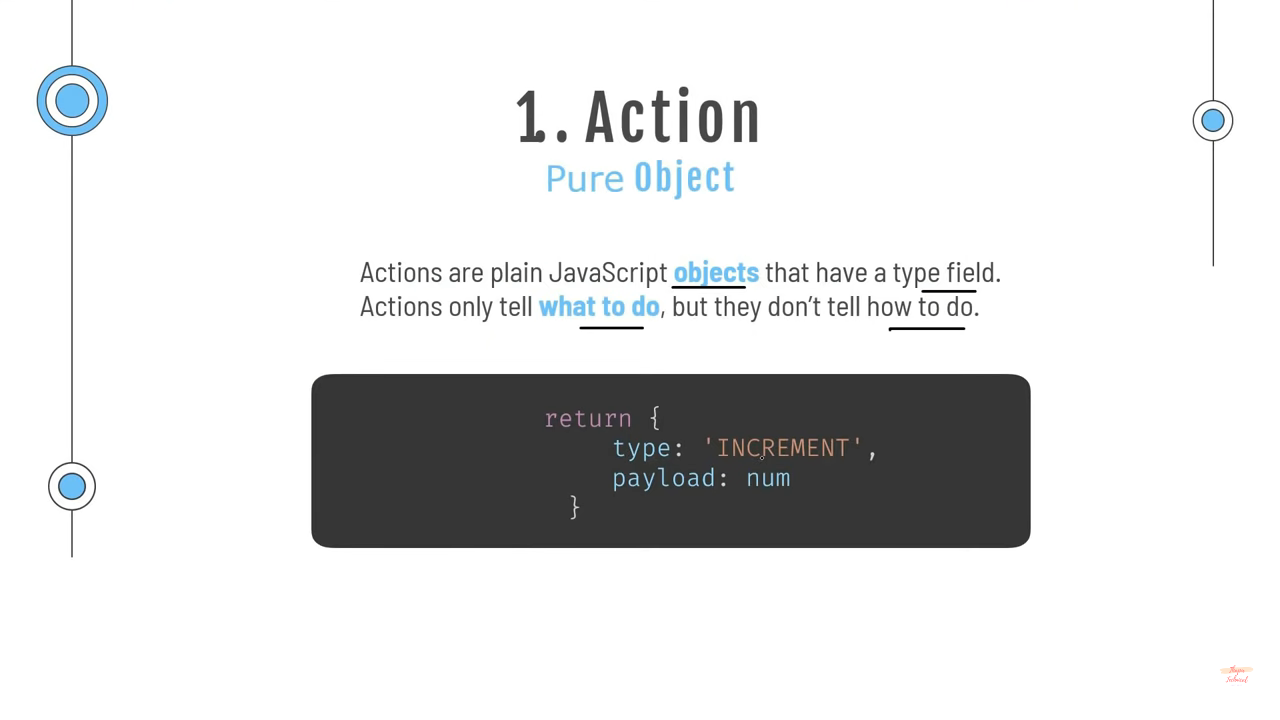 1. Action
Pure Object
Actions are plain JavaScript objects that have a type field.
Actions only tell what to do, but they don’t tell how to do.
return {
type: 'INCREMENT',
payload: num
}